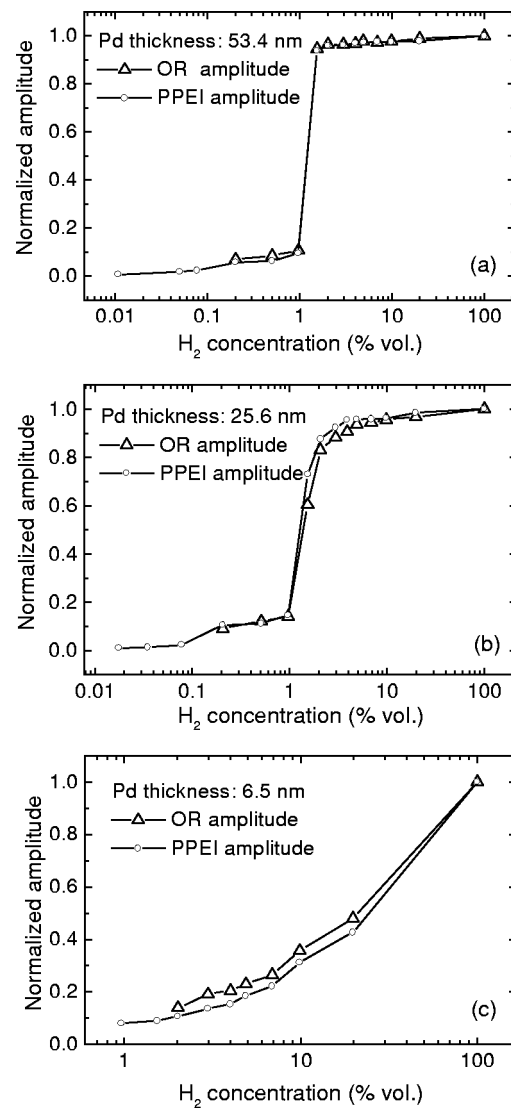 1.0
0.8
0.6
0.4
0.2
0.0
Normalized amplitude
Pd thickness: 53.4 nm
OR amplitude
PPEI amplitude
(a)
0.01 0.1 1 10 100
H₂ concentration (% vol.)
1.0
0.8
0.6
0.4
0.2
0.0
Normalized amplitude
Pd thickness: 25.6 nm
OR amplitude
PPEI amplitude
(b)
0.01 0.1 1 10 100
H₂ concentration (% vol.)
1.0
0.8
0.6
0.4
0.2
0.0
Normalized amplitude
Pd thickness: 6.5 nm
OR amplitude
PPEI amplitude
(c)
1 10 100
H₂ concentration (% vol.)